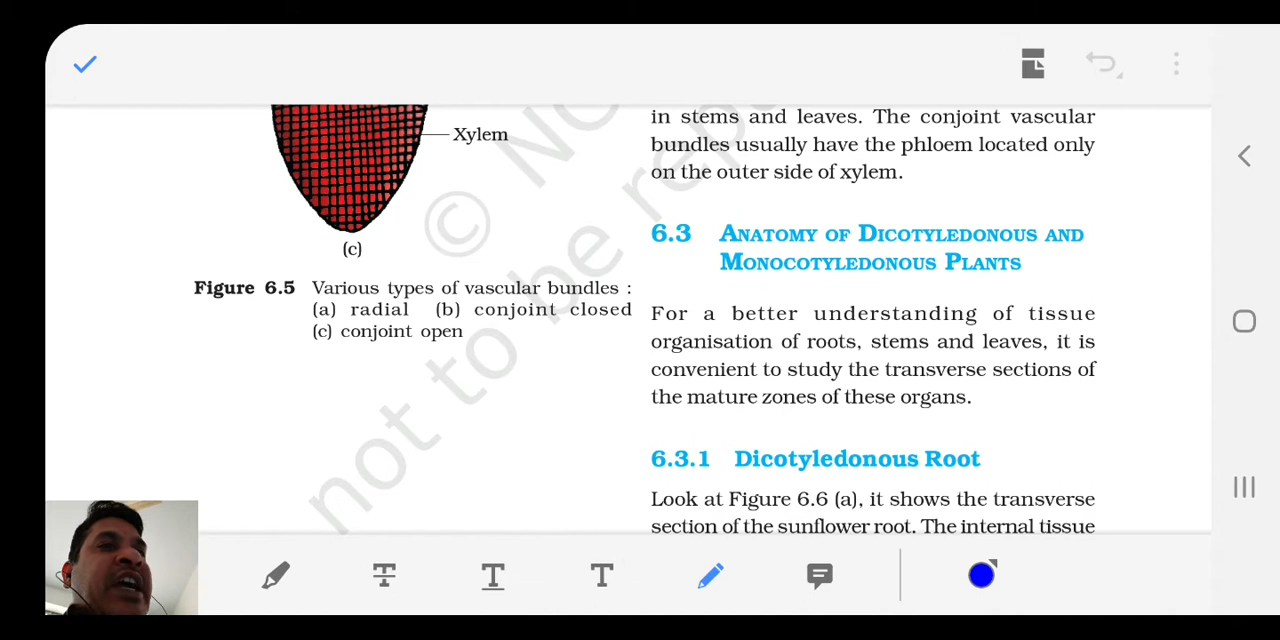 Xylem
(c)
Figure 6.5 Various types of vascular bundles :
(a) radial (b) conjoint closed
(c) conjoint open
in stems and leaves. The conjoint vascular
bundles usually have the phloem located only
on the outer side of xylem.
6.3 ANATOMY OF DICOTYLEDONOUS AND
MONOCOTYLEDONOUS PLANTS
For a better understanding of tissue
organisation of roots, stems and leaves, it is
convenient to study the transverse sections of
the mature zones of these organs.
6.3.1 Dicotyledonous Root
Look at Figure 6.6 (a), it shows the transverse
section of the sunflower root. The internal tissue
©
not to be
T T T